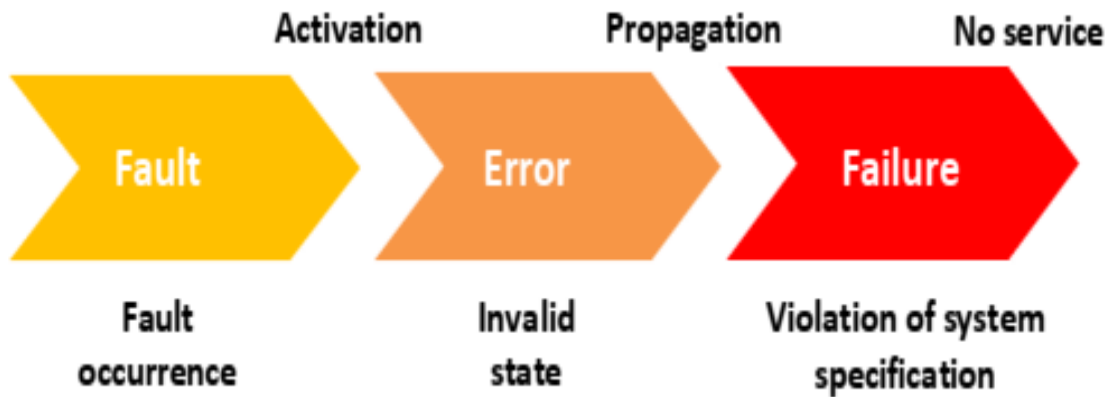 Activation
Propagation
No service
Fault
Error
Failure
Fault
occurrence
Invalid
state
Violation of system
specification